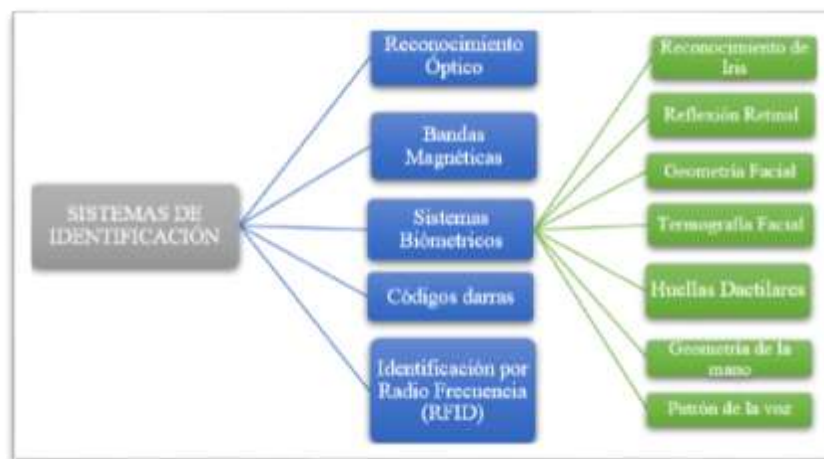 SISTEMAS DE
IDENTIFICACIÓN
Reconocimiento
Óptico
Bandas
Magnéticas
Sistemas
Biómetricos
Códigos darras
Identificación por
Radio Frecuencia
(RFID)
Reconocimiento de
Iris
Reflexión Retinal
Geometría Facial
Termografía Facial
Huellas Dactilares
Geometría de la
mano
Patrón de la voz